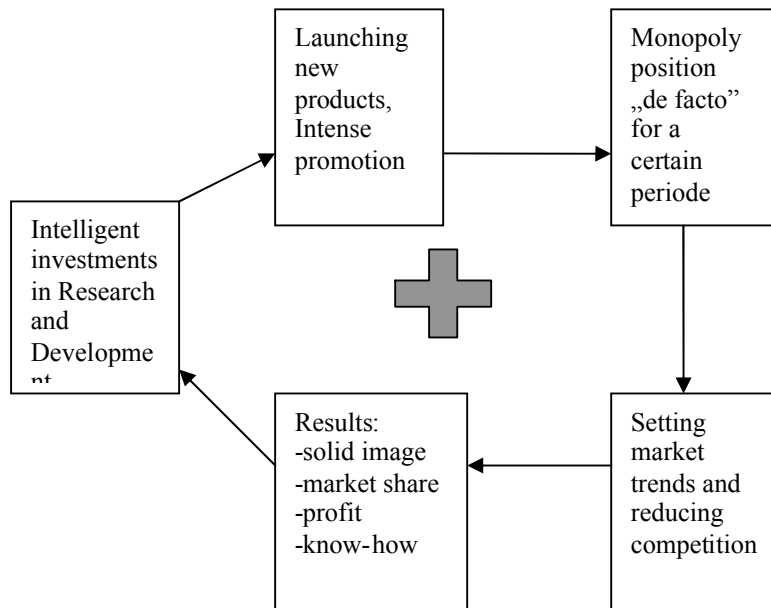 Intelligent
investments
in Research
and
Developme
nt
Launching
new
products,
Intense
promotion
Monopoly
position
„de facto”
for a
certain
periode
Setting
market
trends and
reducing
competition
Results:
-solid image
-market share
-profit
-know-how